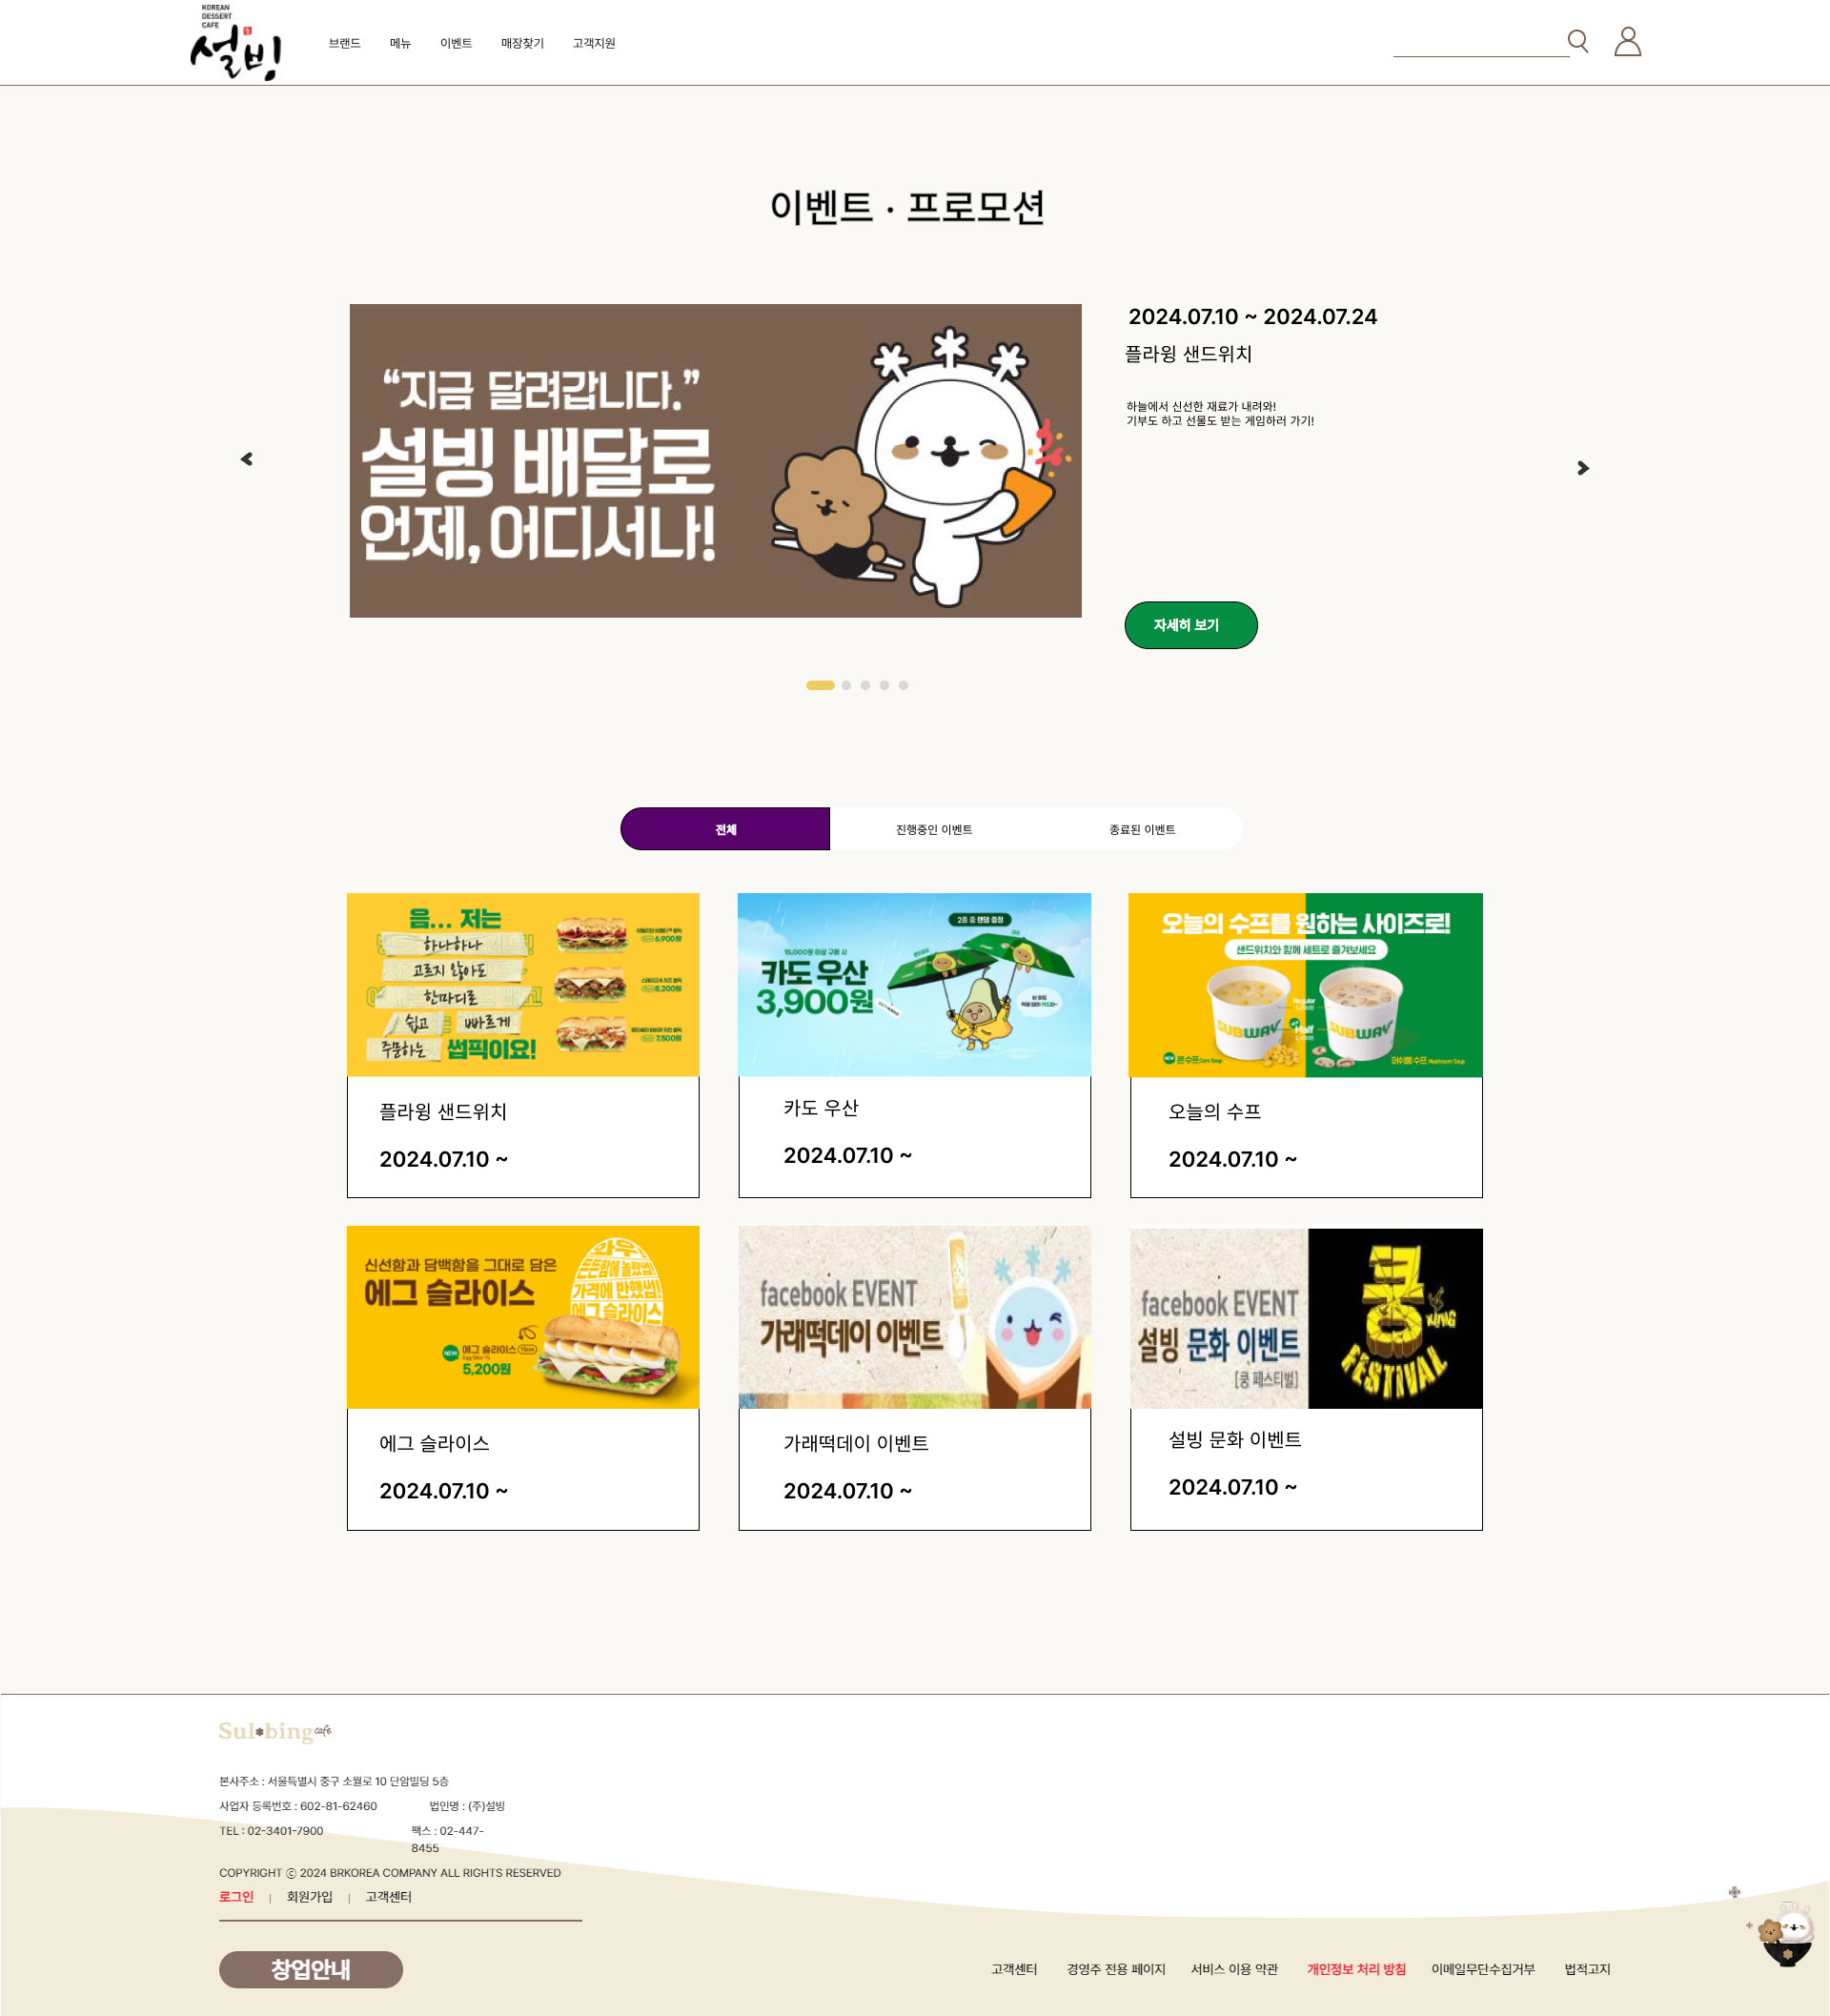 KOREAN
DESSERT
CAFE
설빙
브랜드 메뉴 이벤트 매장찾기 고객지원
이벤트 · 프로모션
“지금 달려갑니다.”
설빙 배달로
언제, 어디서나!
2024.07.10 ~ 2024.07.24
플라윙 샌드위치
하늘에서 신선한 재료가 내려와!
기부도 하고 선물도 받는 게임하러 가기!
자세히 보기
전체 진행중인 이벤트 종료된 이벤트
음... 저는
하나하나
고르지 않아도
한마디로
쉽고 빠르게
주문하는 썹픽이요!
6,900원
8,200원
7,500원
플라윙 샌드위치
2024.07.10 ~
2종 중 랜덤 증정
15,000원 이상 구매 시
카도 우산
3,900원
카도 우산
2024.07.10 ~
오늘의 수프를 원하는 사이즈로!
샌드위치와 함께 세트로 즐겨보세요
Regular
Half
SUBWAY SUBWAY
NEW 콘수프 Corn Soup
머쉬룸 수프 Mushroom Soup
오늘의 수프
2024.07.10 ~
신선함과 담백함을 그대로 담은
에그 슬라이스
와우
든든함에 놀랐썹!
가격에 반했썹!
에그 슬라이스
NEW 에그 슬라이스 15cm
5,200원
에그 슬라이스
2024.07.10 ~
facebook EVENT
가래떡데이 이벤트
가래떡데이 이벤트
2024.07.10 ~
facebook EVENT
설빙 문화 이벤트
[쿵 페스티벌]
쿵
KUNG
FESTIVAL
설빙 문화 이벤트
2024.07.10 ~
Sulbing cafe
본사주소 : 서울특별시 중구 소월로 10 단암빌딩 5층
사업자 등록번호 : 602-81-62460 법인명 : (주)설빙
TEL : 02-3401-7900 팩스 : 02-447-
8455
COPYRIGHT ⓒ 2024 BRKOREA COMPANY ALL RIGHTS RESERVED
로그인 | 회원가입 | 고객센터
창업안내
고객센터 경영주 전용 페이지 서비스 이용 약관 개인정보 처리 방침 이메일무단수집거부 법적고지